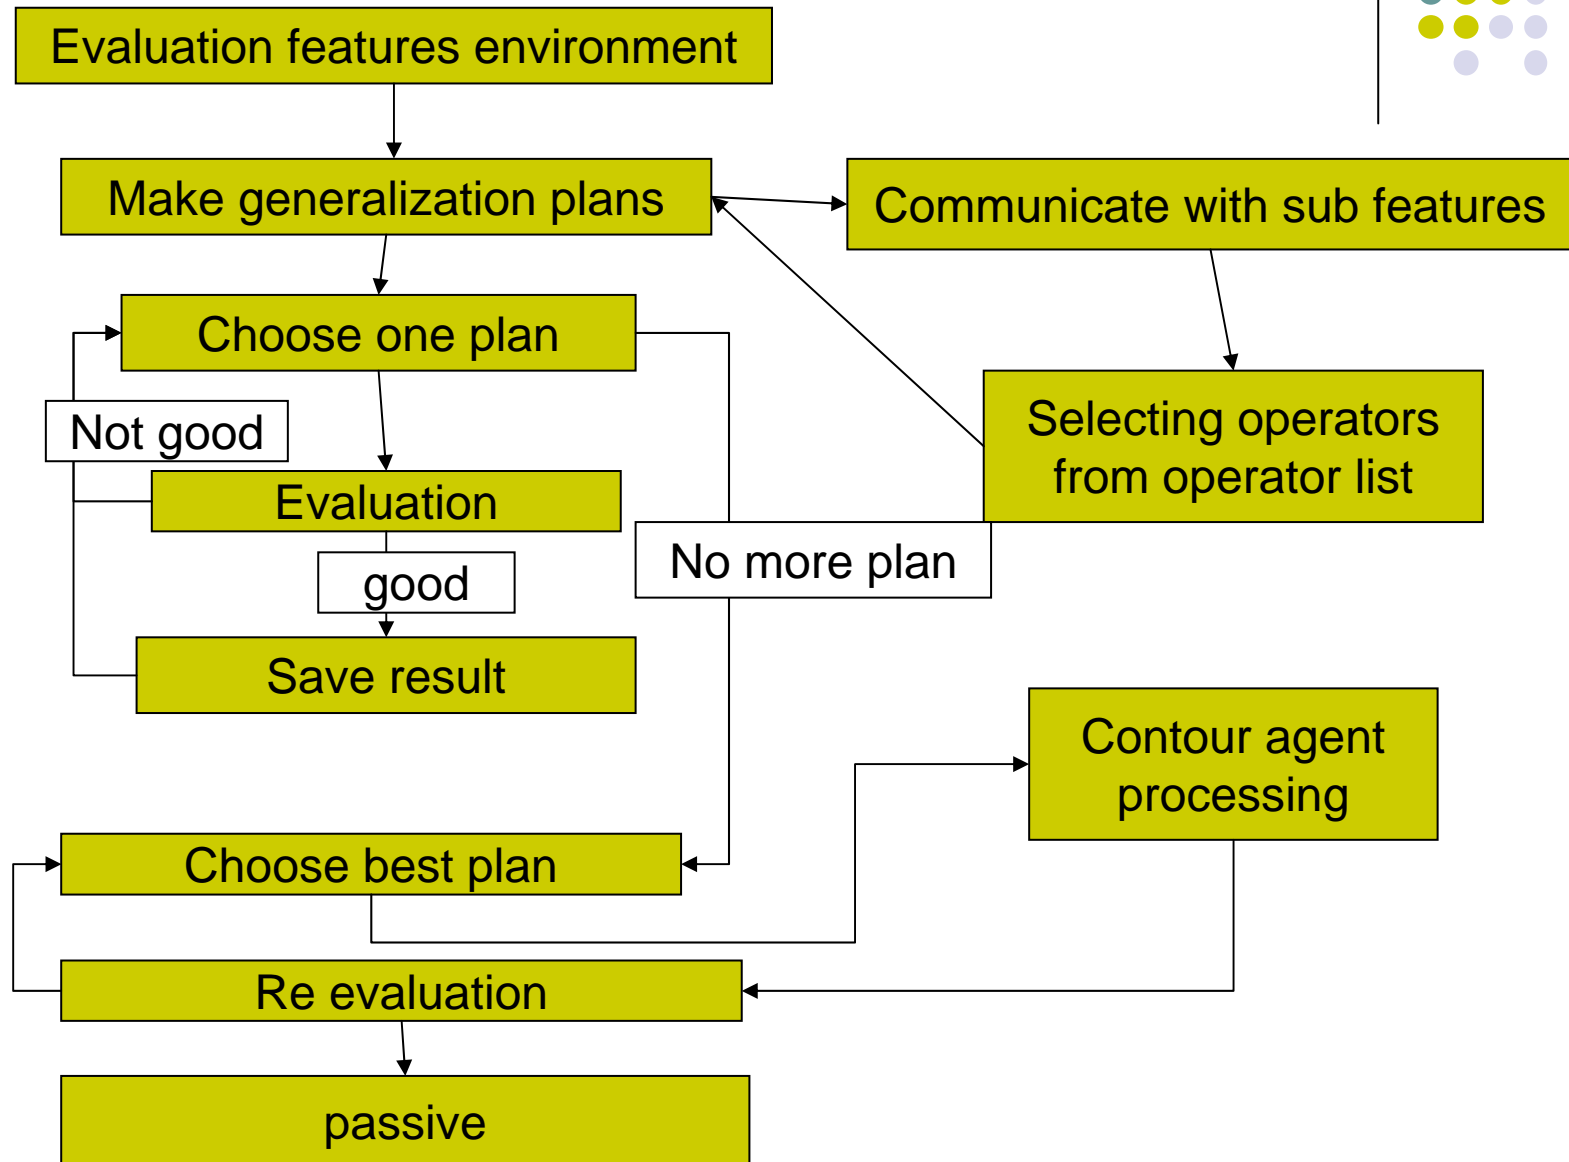 Evaluation features environment
Make generalization plans
Communicate with sub features
Choose one plan
Not good
Selecting operators
from operator list
Evaluation
No more plan
good
Save result
Contour agent
processing
Choose best plan
Re evaluation
passive